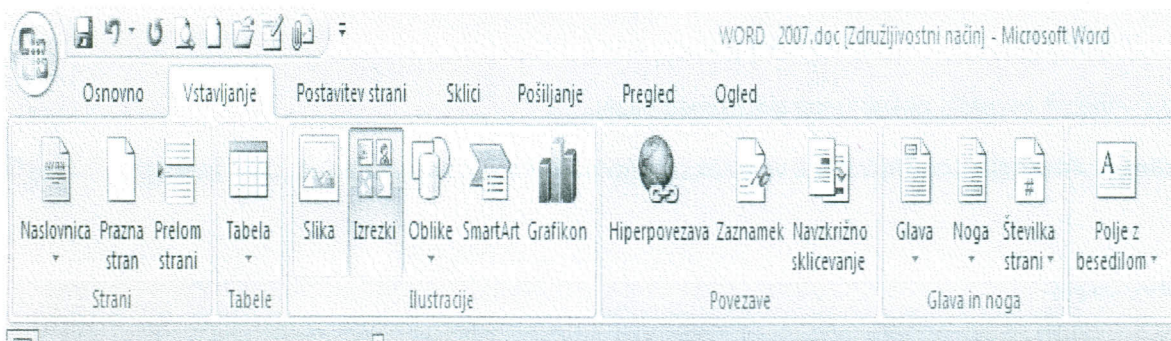 WORD 2007.doc [Združljivostni način] - Microsoft Word
Osnovno Vstavljanje Postavitev strani Sklici Pošiljanje Pregled Ogled
Naslovnica Prazna stran Prelom strani Tabela Slika Izrezki Oblike SmartArt Grafikon Hiperpovezava Zaznamek Navzkrižno sklicevanje Glava Noga Številka strani Polje z besedilom
Strani Tabele Ilustracije Povezave Glava in noga